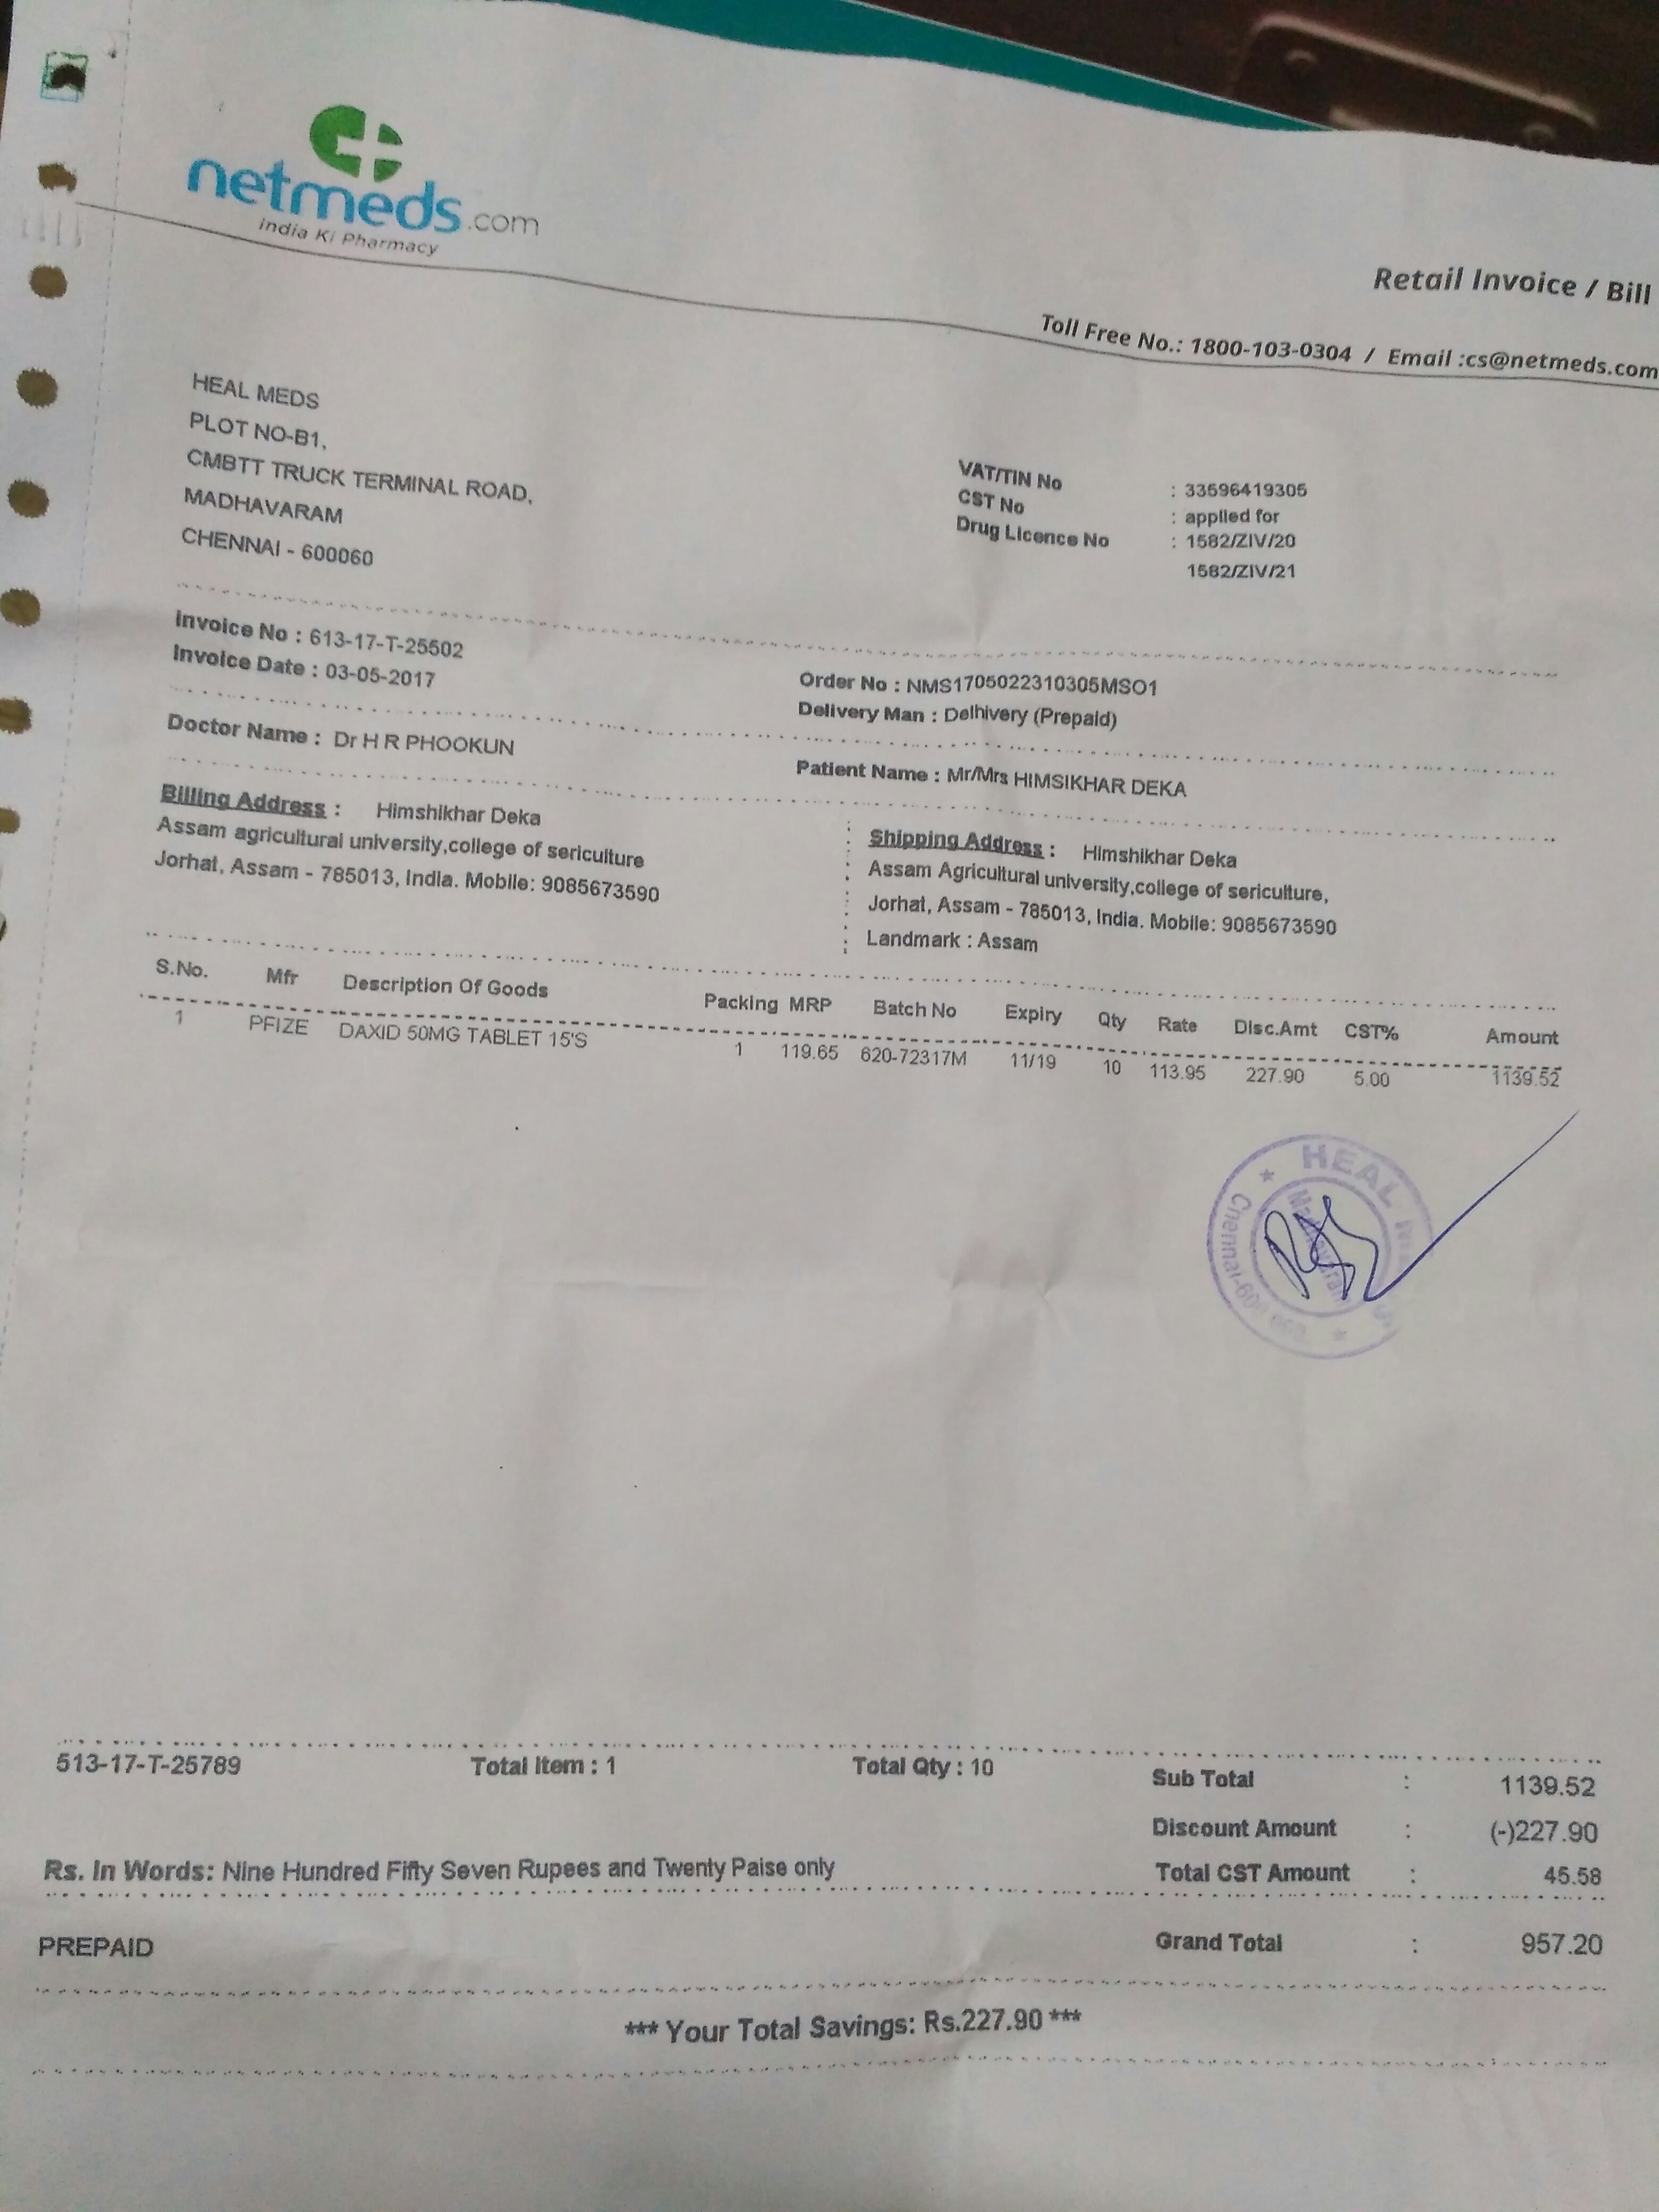 netmeds.com
India Ki Pharmacy
Retail Invoice / Bill
Toll Free No.: 1800-103-0304 / Email :cs@netmeds.com
HEAL MEDS
PLOT NO-B1,
CMBTT TRUCK TERMINAL ROAD,
MADHAVARAM
CHENNAI - 600060
VAT/TIN No : 33596419305
CST No : applied for
Drug Licence No : 1582/ZIV/20
1582/ZIV/21
Invoice No : 613-17-T-25502
Invoice Date : 03-05-2017
Order No : NMS1705022310305MSO1
Delivery Man : Delhivery (Prepaid)
Doctor Name : Dr H R PHOOKUN
Patient Name : Mr/Mrs HIMSIKHAR DEKA
Billing Address : Himshikhar Deka
Assam agricultural university,college of sericulture
Jorhat, Assam - 785013, India. Mobile: 9085673590
Shipping Address : Himshikhar Deka
Assam Agricultural university,college of sericulture,
Jorhat, Assam - 785013, India. Mobile: 9085673590
Landmark : Assam
S.No. Mfr Description Of Goods Packing MRP Batch No Expiry Qty Rate Disc.Amt CST% Amount
1 PFIZE DAXID 50MG TABLET 15'S 1 119.65 620-72317M 11/19 10 113.95 227.90 5.00 1139.52
HEAL
Chennai-600 060
513-17-T-25789 Total Item : 1 Total Qty : 10
Sub Total : 1139.52
Discount Amount : (-)227.90
Rs. In Words: Nine Hundred Fifty Seven Rupees and Twenty Paise only
Total CST Amount : 45.58
PREPAID
Grand Total : 957.20
*** Your Total Savings: Rs.227.90 ***